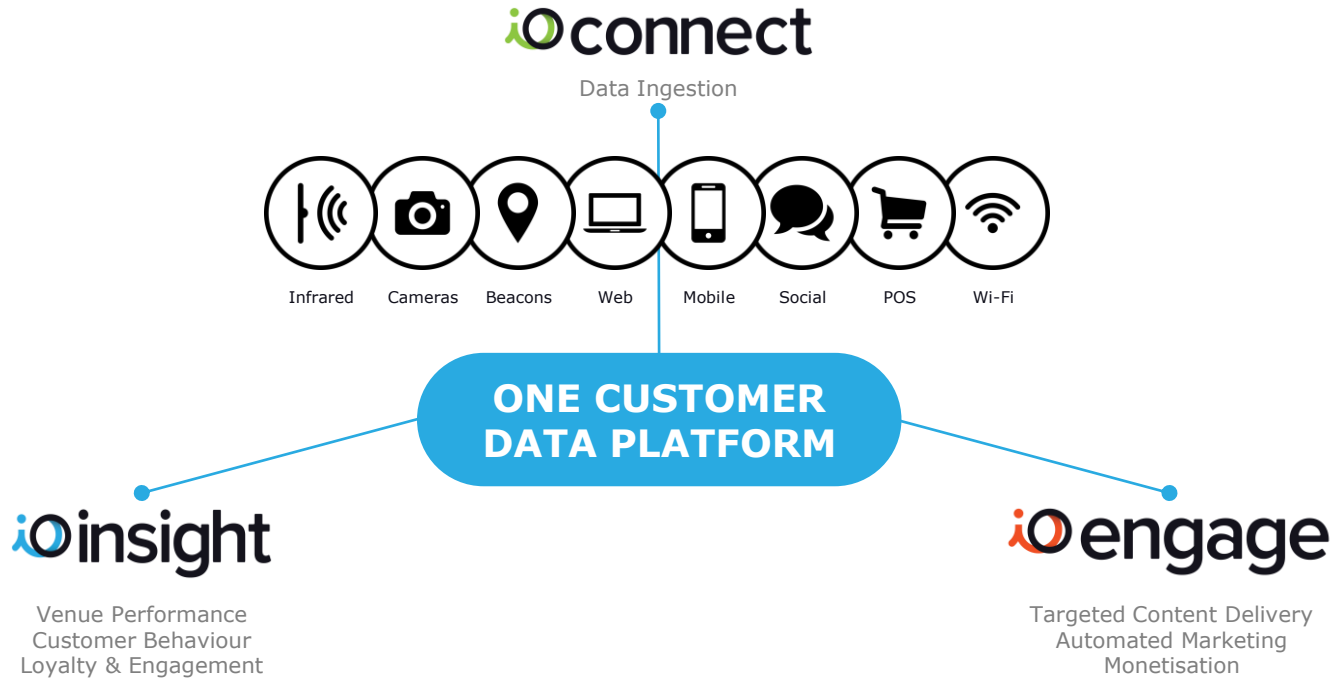 ioconnect
Data Ingestion
Infrared Cameras Beacons Web Mobile Social POS Wi-Fi
ONE CUSTOMER
DATA PLATFORM
ioinsight
Venue Performance
Customer Behaviour
Loyalty & Engagement
ioengage
Targeted Content Delivery
Automated Marketing
Monetisation